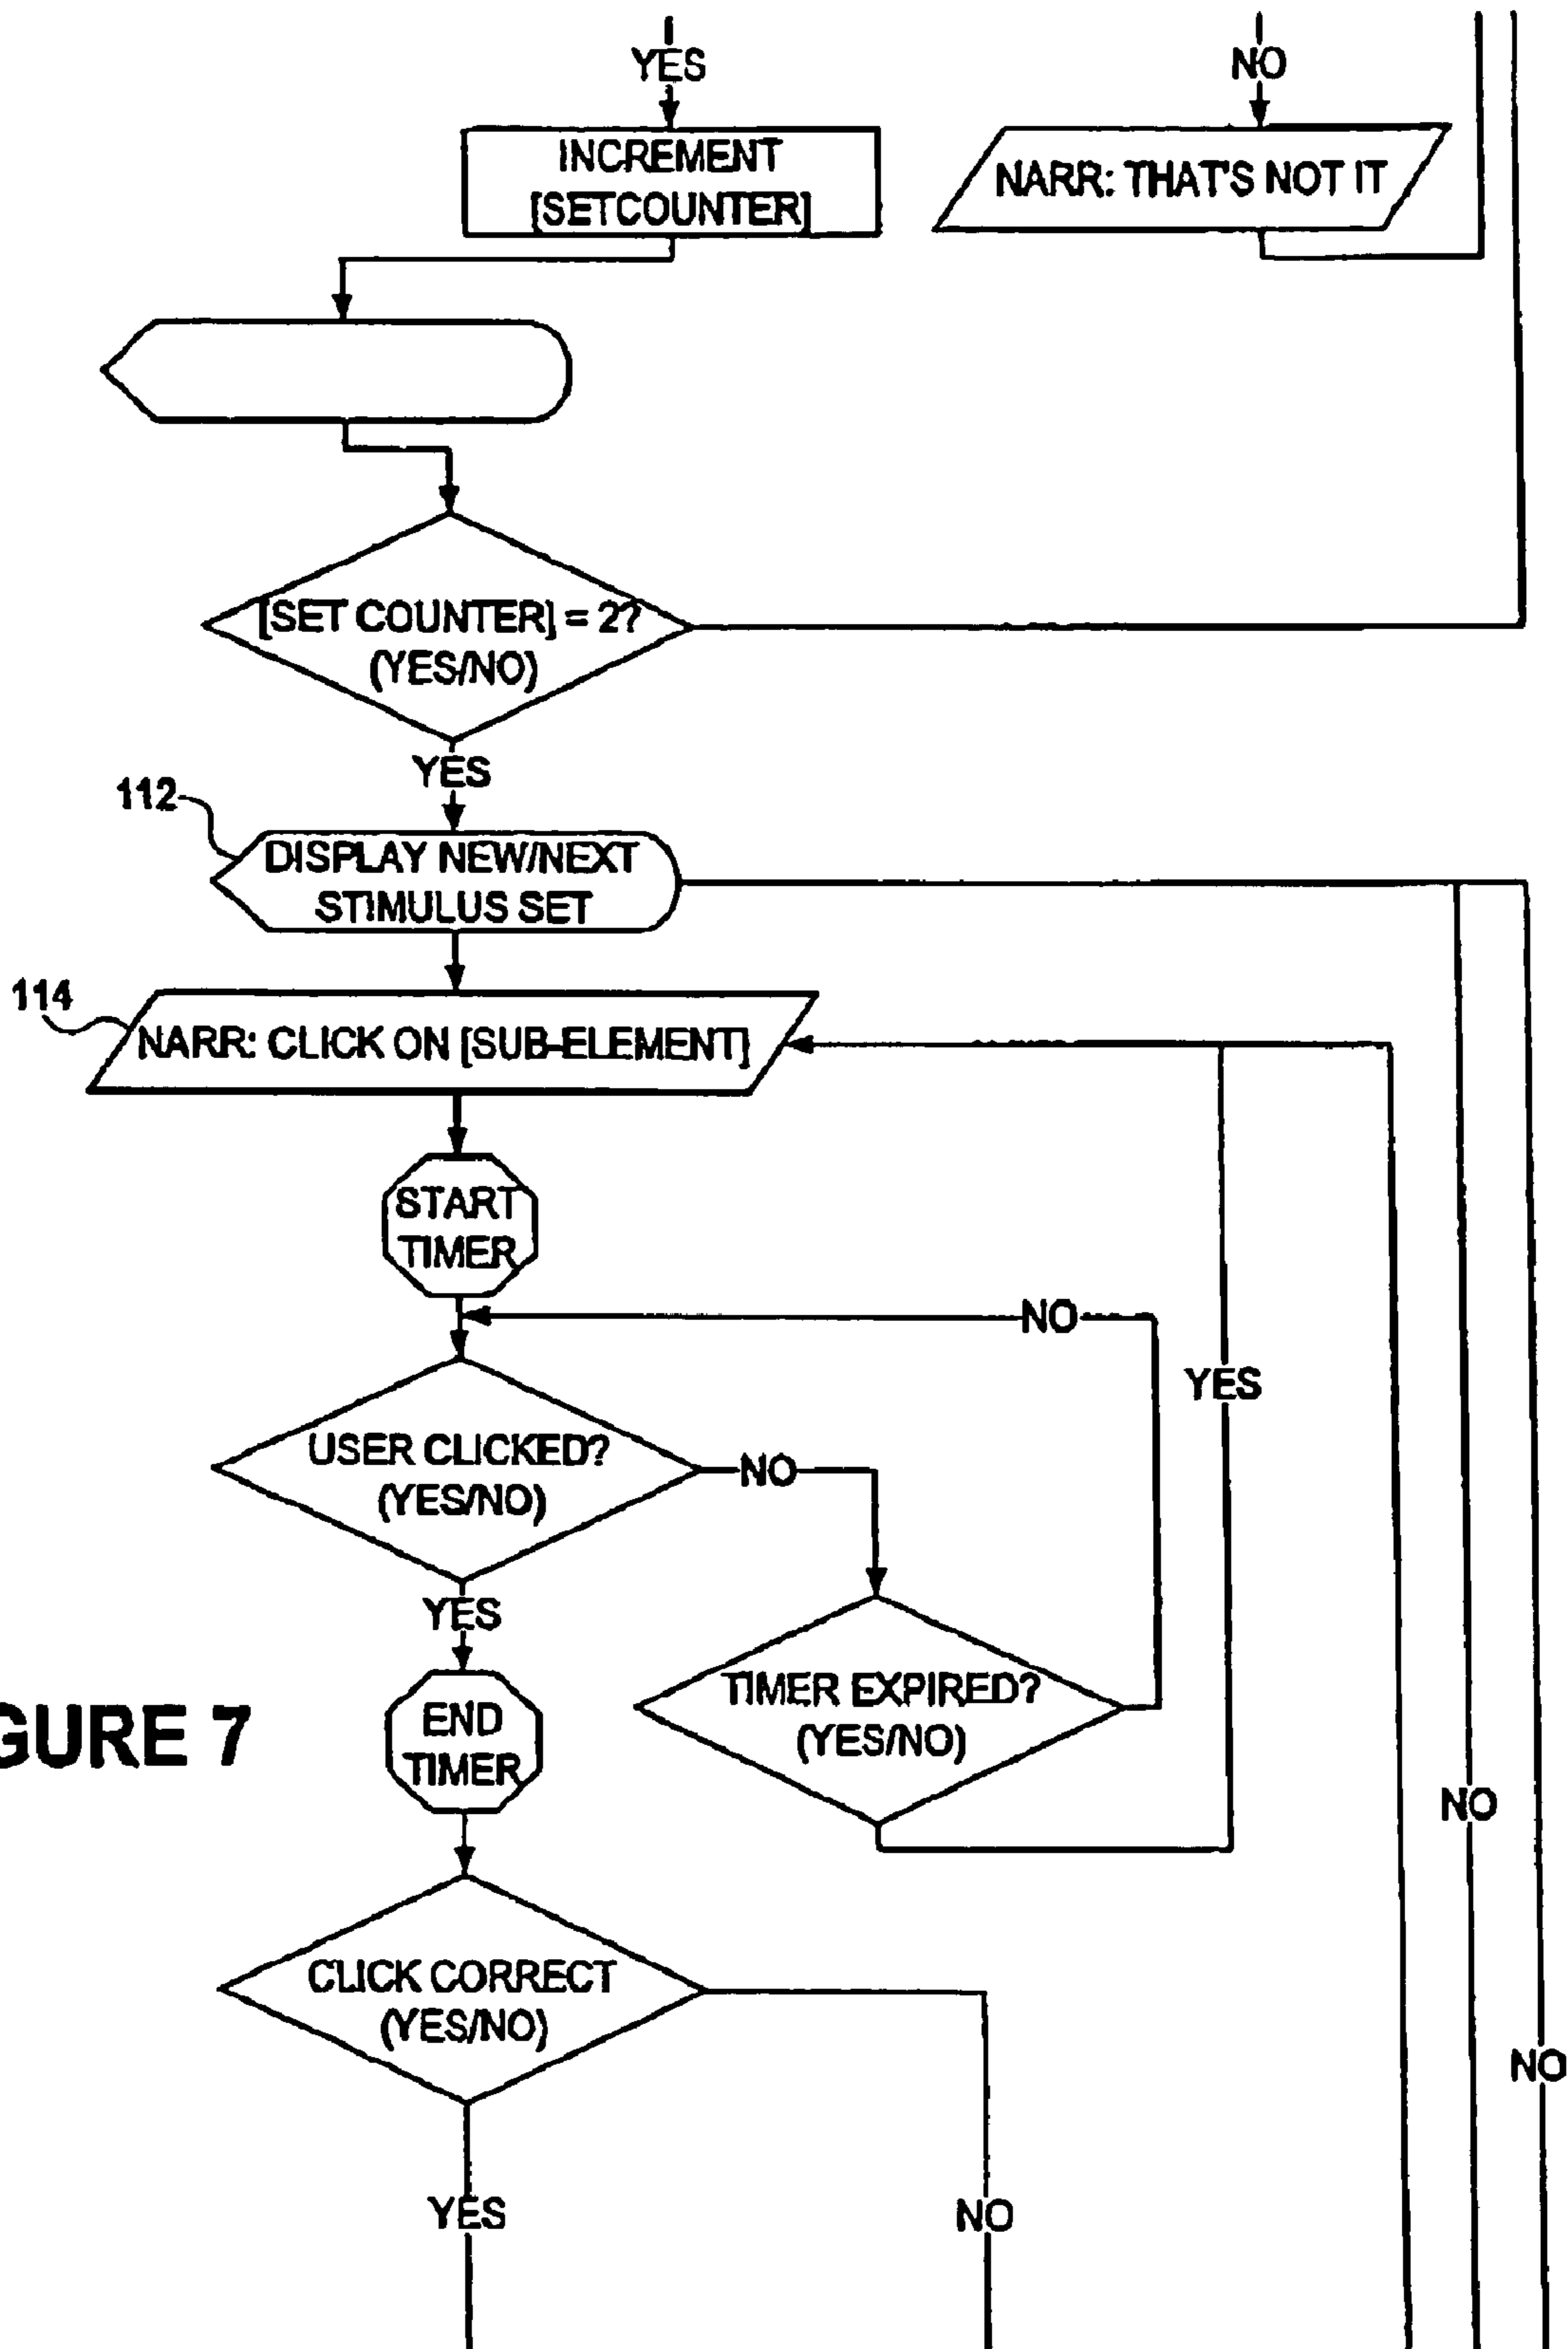 YES
NO
INCREMENT
[SETCOUNTER]
NARR: THAT'S NOT IT
[SET COUNTER] = 2?
(YES/NO)
YES
112
DISPLAY NEW/NEXT
STIMULUS SET
114
NARR: CLICK ON [SUB-ELEMENT]
START
TIMER
NO
YES
USER CLICKED?
(YES/NO)
NO
YES
TIMER EXPIRED?
(YES/NO)
END
TIMER
GURE 7
NO
CLICK CORRECT
(YES/NO)
NO
YES
NO